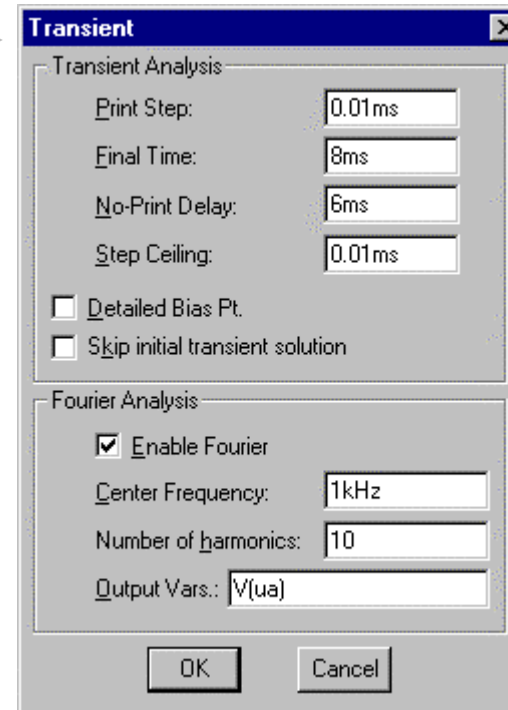 Transient
Transient Analysis
Print Step: 0.01ms
Final Time: 8ms
No-Print Delay: 6ms
Step Ceiling: 0.01ms
Detailed Bias Pt.
Skip initial transient solution
Fourier Analysis
Enable Fourier
Center Frequency: 1kHz
Number of harmonics: 10
Output Vars.: V(ua)
OK Cancel